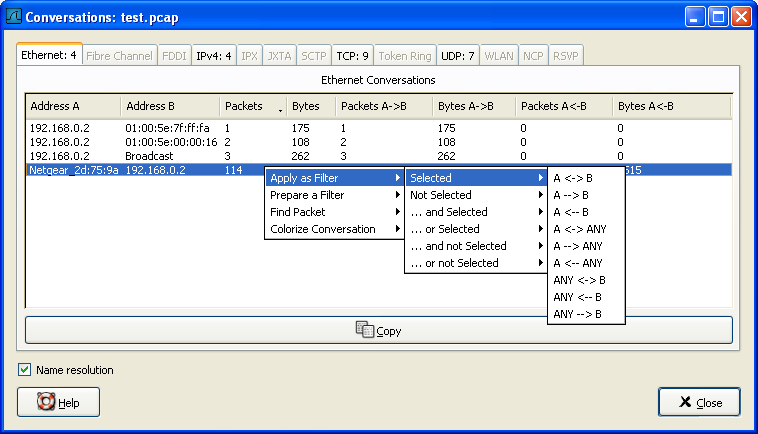 Conversations: test.pcap
Ethernet: 4 Fibre Channel FDDI IPv4: 4 IPX JXTA SCTP TCP: 9 Token Ring UDP: 7 WLAN NCP RSVP
Ethernet Conversations
Address A Address B Packets Bytes Packets A->B Bytes A->B Packets A<-B Bytes A<-B
192.168.0.2 01:00:5e:7f:ff:fa 1 175 1 175 0 0
192.168.0.2 01:00:5e:00:00:16 2 108 2 108 0 0
192.168.0.2 Broadcast 3 262 3 262 0 0
Netgear_2d:75:9a 192.168.0.2 114
Apply as Filter Selected A <-> B
Prepare a Filter Not Selected A --> B
Find Packet ... and Selected A <-- B
Colorize Conversation ... or Selected A <-> ANY
... and not Selected A --> ANY
... or not Selected A <-- ANY
ANY <-> B
ANY <-- B
ANY --> B
Copy
Name resolution
Help Close